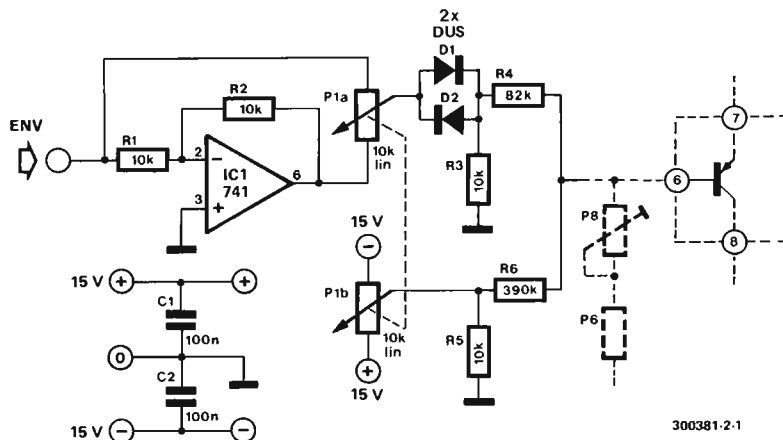 2x
DUS
D1
D2
R4
82k
R2
10k
P1a
10k
lin
ENV
R1
10k
2
−
IC1
741
6
3
+
R3
10k
7
6
8
P8
P6
15 V
−
P1b
10k
lin
+
15 V
R6
390k
R5
10k
15 V
+
+
C1
100n
0
C2
100n
15 V
−
−
300381-2-1